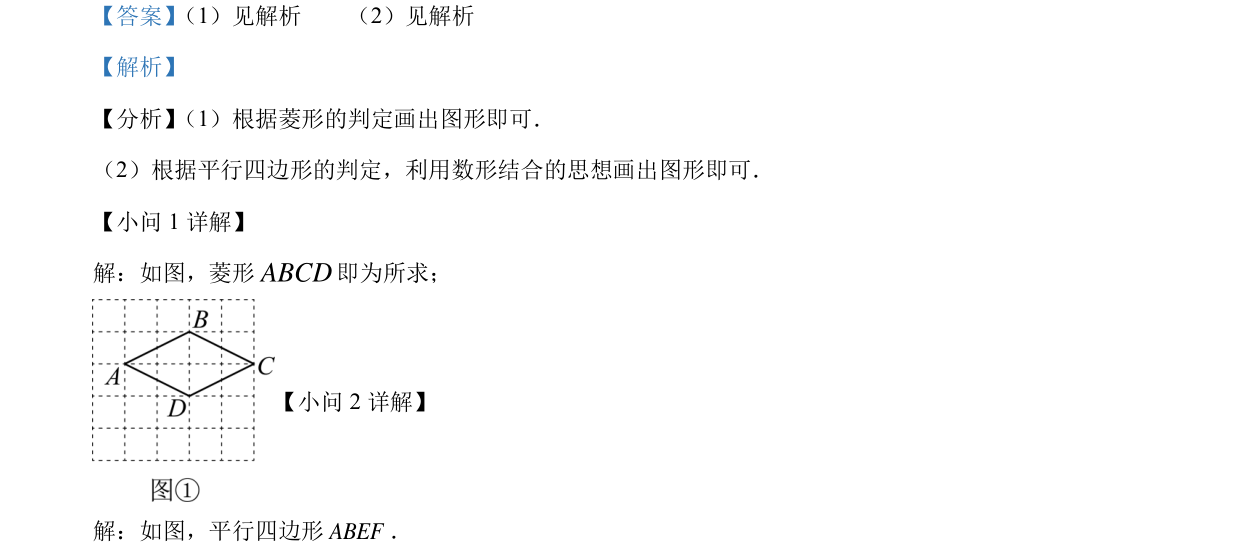 【答案】（1）见解析 （2）见解析
【解析】
【分析】（1）根据菱形的判定画出图形即可．
（2）根据平行四边形的判定，利用数形结合的思想画出图形即可．
【小问 1 详解】
解：如图，菱形 ABCD 即为所求；
B
A
C
D
【小问 2 详解】
图①
解：如图，平行四边形 ABEF．